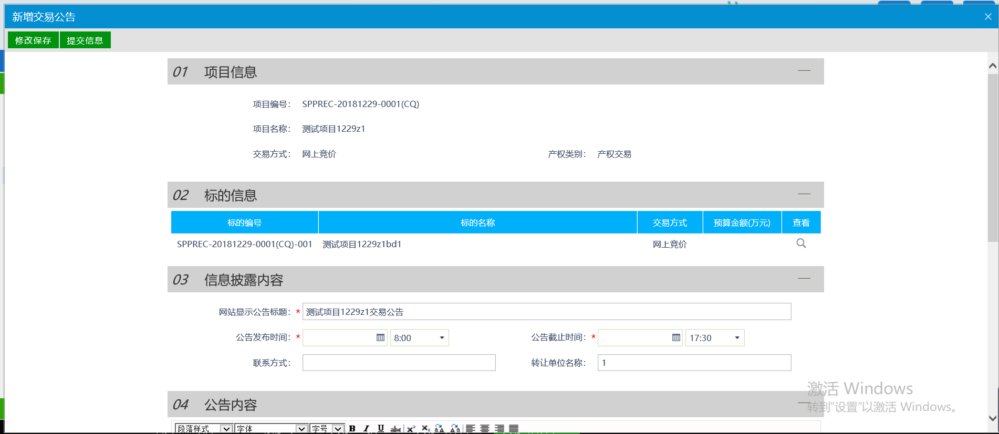 新增交易公告
修改保存 提交信息
01 项目信息
项目编号： SPPREC-20181229-0001(CQ)
项目名称： 测试项目1229z1
交易方式： 网上竞价 产权类别： 产权交易
02 标的信息
标的编号 标的名称 交易方式 预算金额(万元) 查看
SPPREC-20181229-0001(CQ)-001 测试项目1229z1bd1 网上竞价
03 信息披露内容
网站显示公告标题：* 测试项目1229z1交易公告
公告发布时间：* 8:00 公告截止时间：* 17:30
联系方式： 转让单位名称： 1
激活 Windows
转到“设置”以激活 Windows。
04 公告内容
段落样式 字体 字号